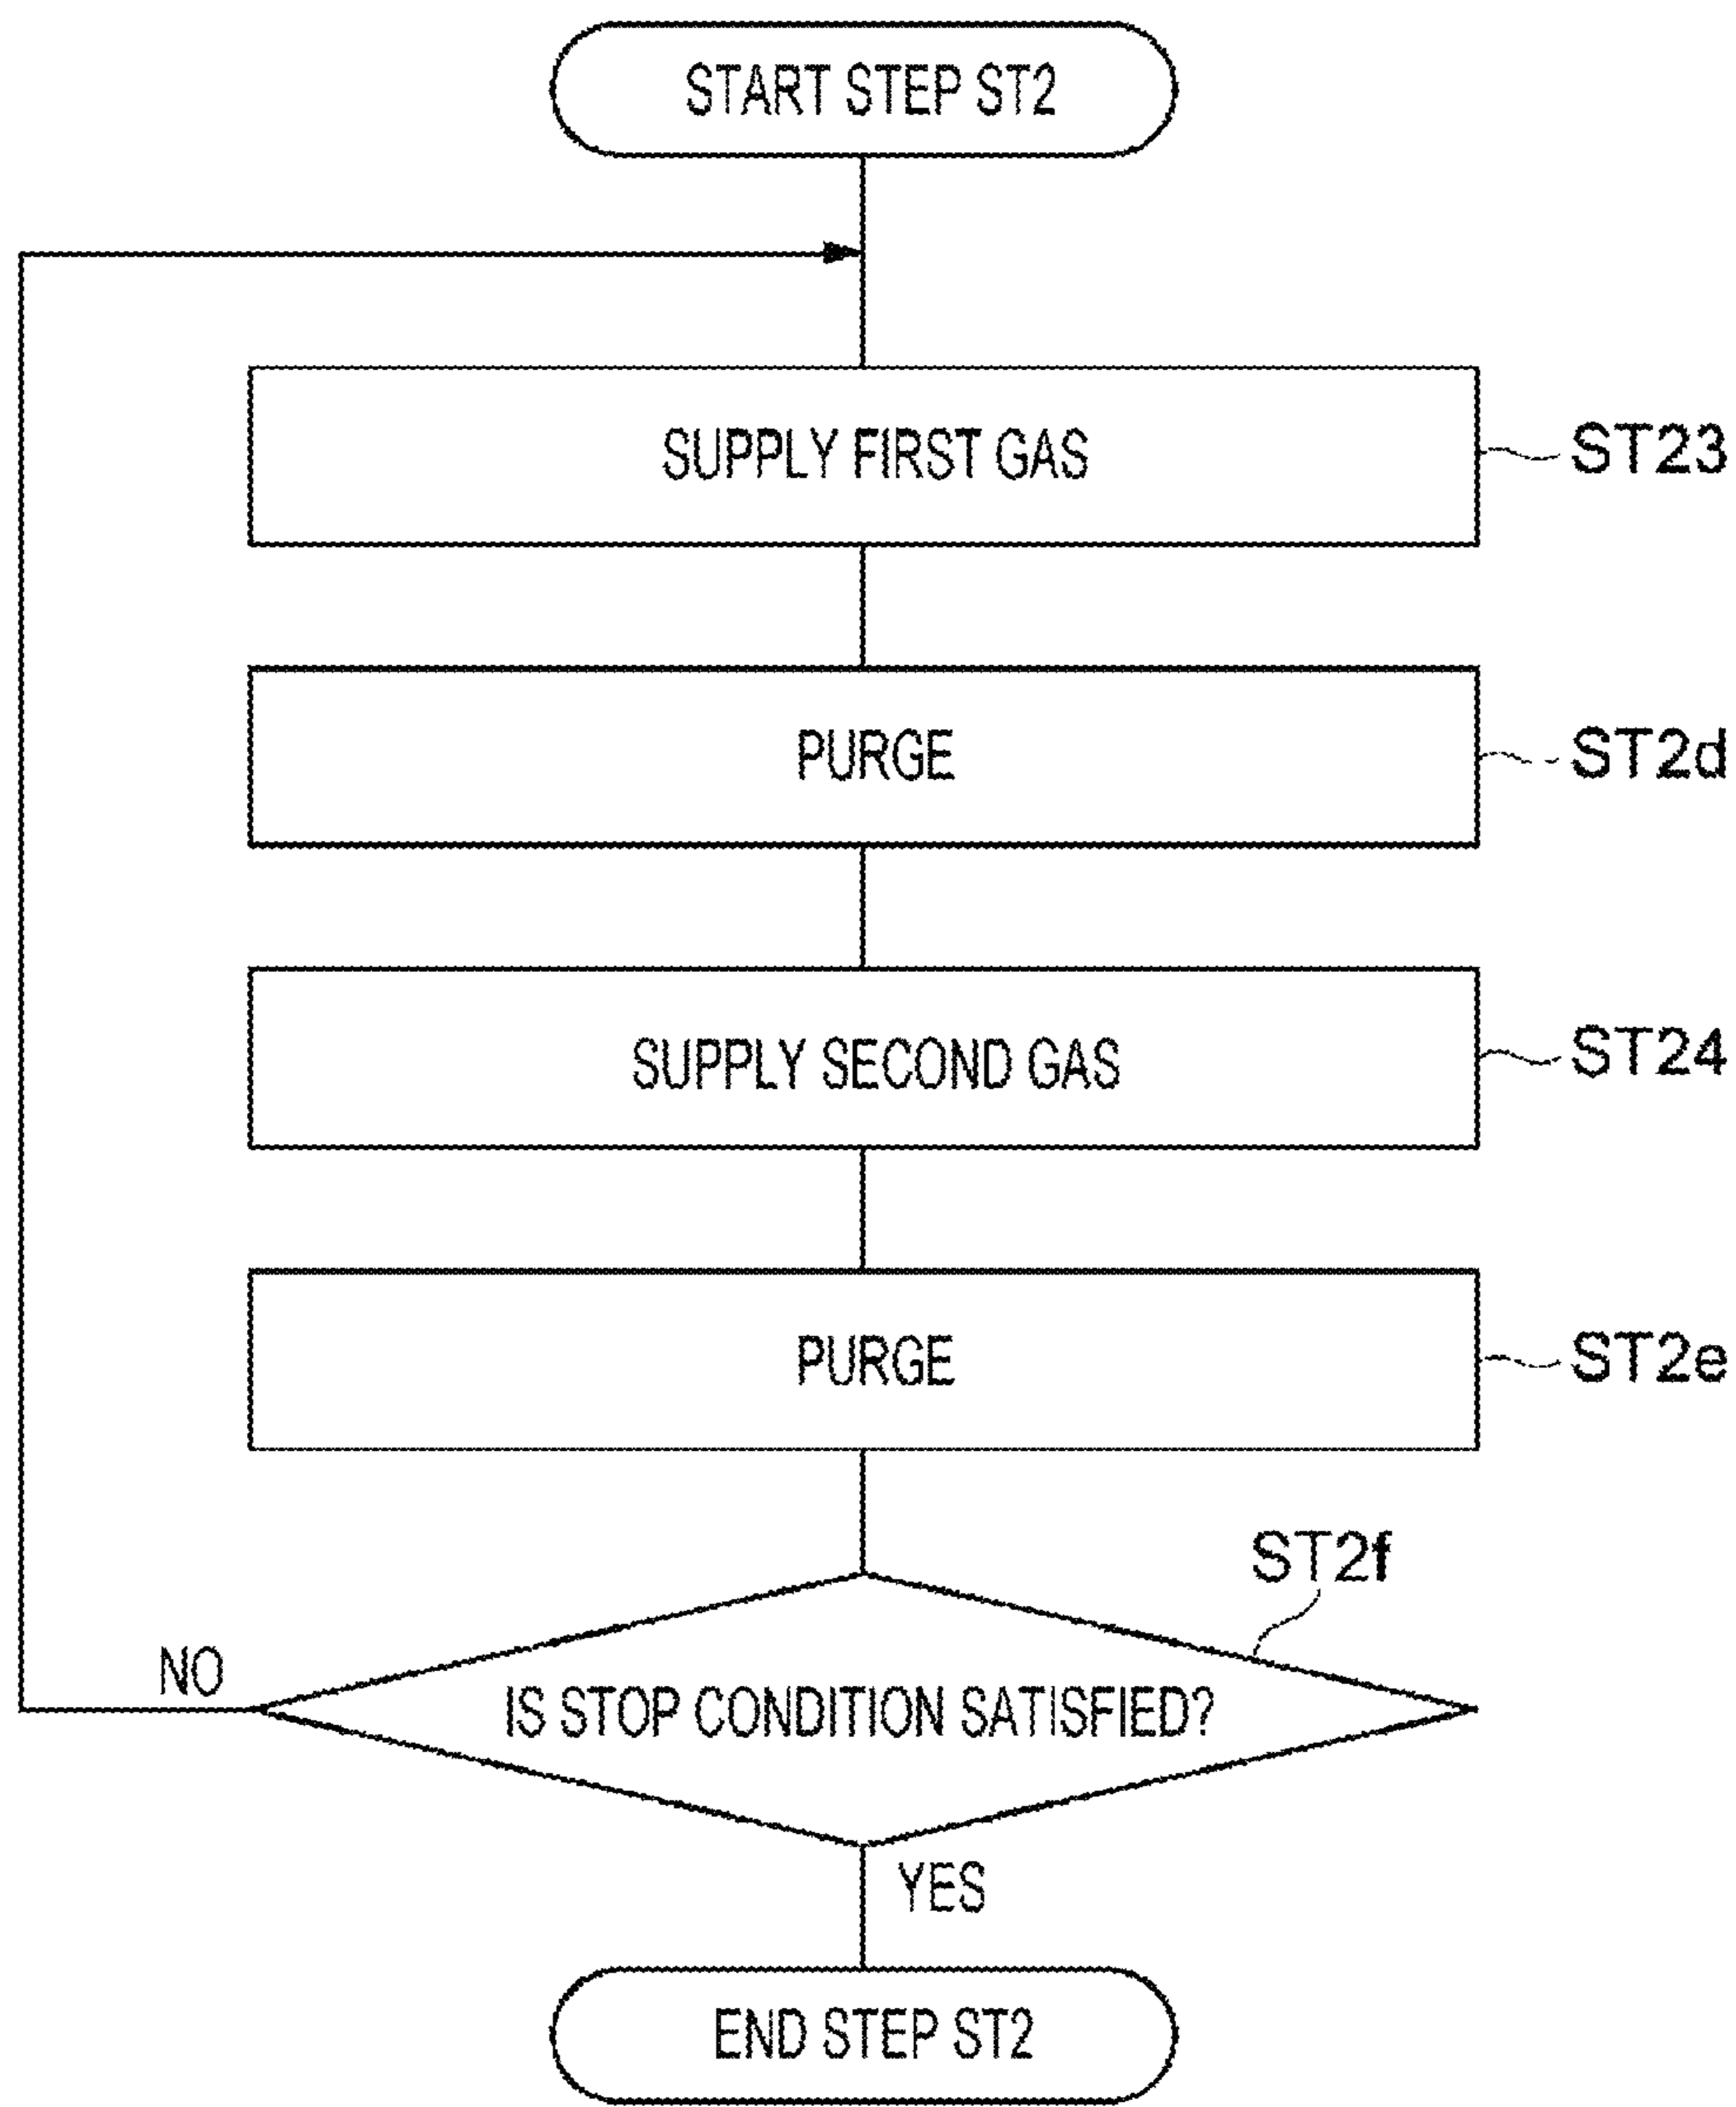 START STEP ST2
SUPPLY FIRST GAS
ST23
PURGE
ST2d
SUPPLY SECOND GAS
ST24
PURGE
ST2e
ST2f
NO
IS STOP CONDITION SATISFIED?
YES
END STEP ST2